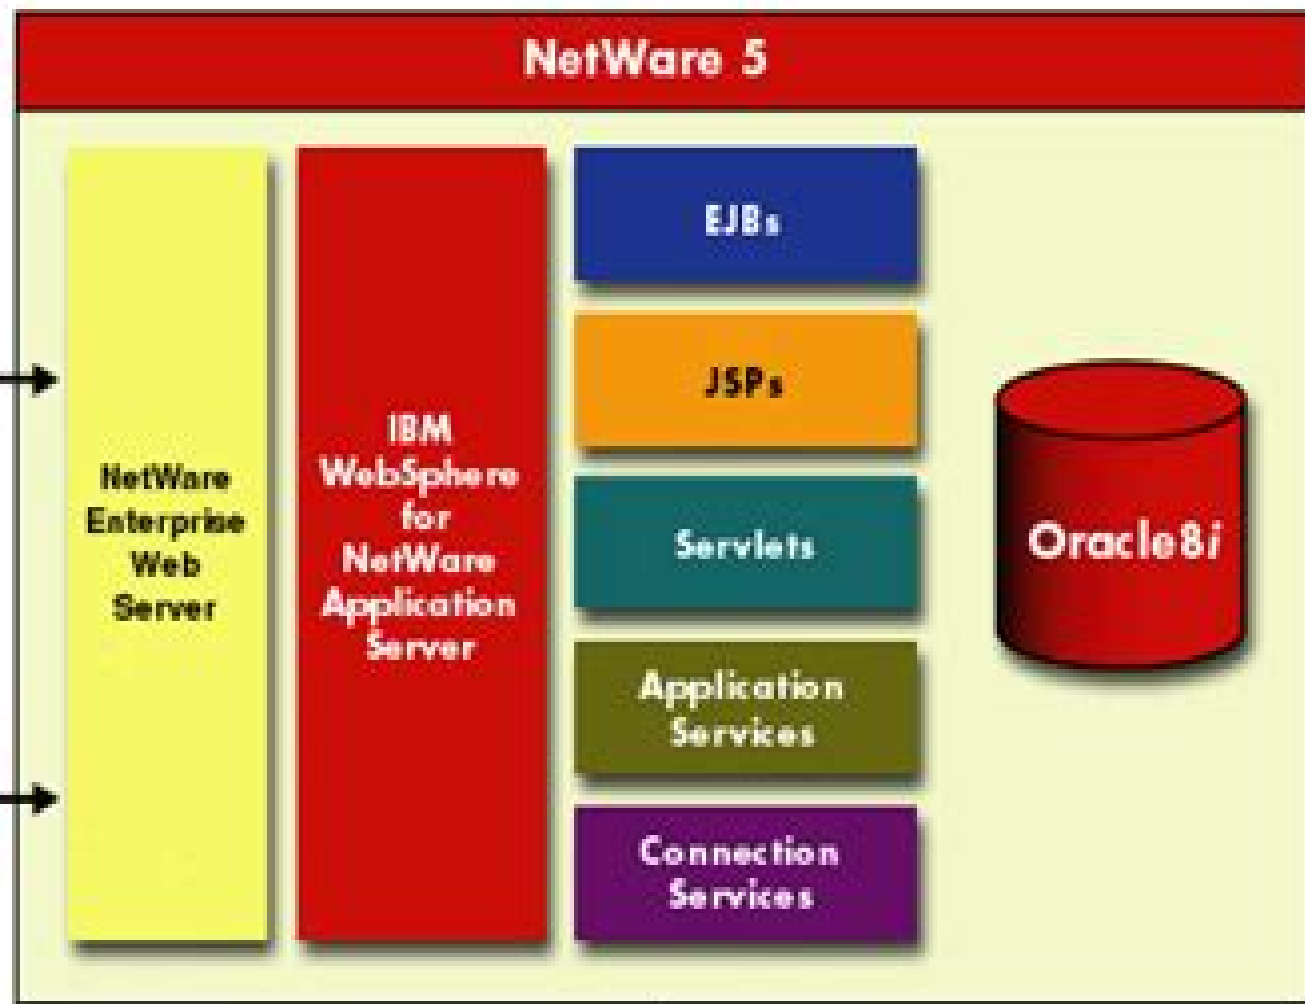 NetWare 5
NetWare
Enterprise
Web
Server
IBM
WebSphere
for
NetWare
Application
Server
EJBs
JSPs
Servlets
Application
Services
Connection
Services
Oracle8i